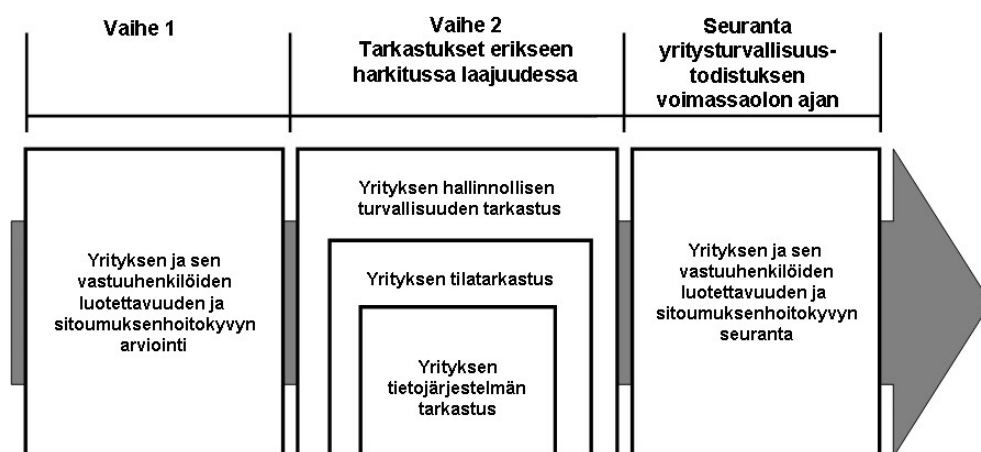 Vaihe 1
Vaihe 2
Tarkastukset erikseen
harkitussa laajuudessa
Seuranta
yritysturvallisuus-
todistuksen
voimassaolon ajan
Yrityksen ja sen
vastuuhenkilöiden
luotettavuuden ja
sitoumuksenhoitokyvyn
arviointi
Yrityksen hallinnollisen
turvallisuuden tarkastus
Yrityksen tilatarkastus
Yrityksen
tietojärjestelmän
tarkastus
Yrityksen ja sen
vastuuhenkilöiden
luotettavuuden ja
sitoumuksenhoitokyvyn
seuranta